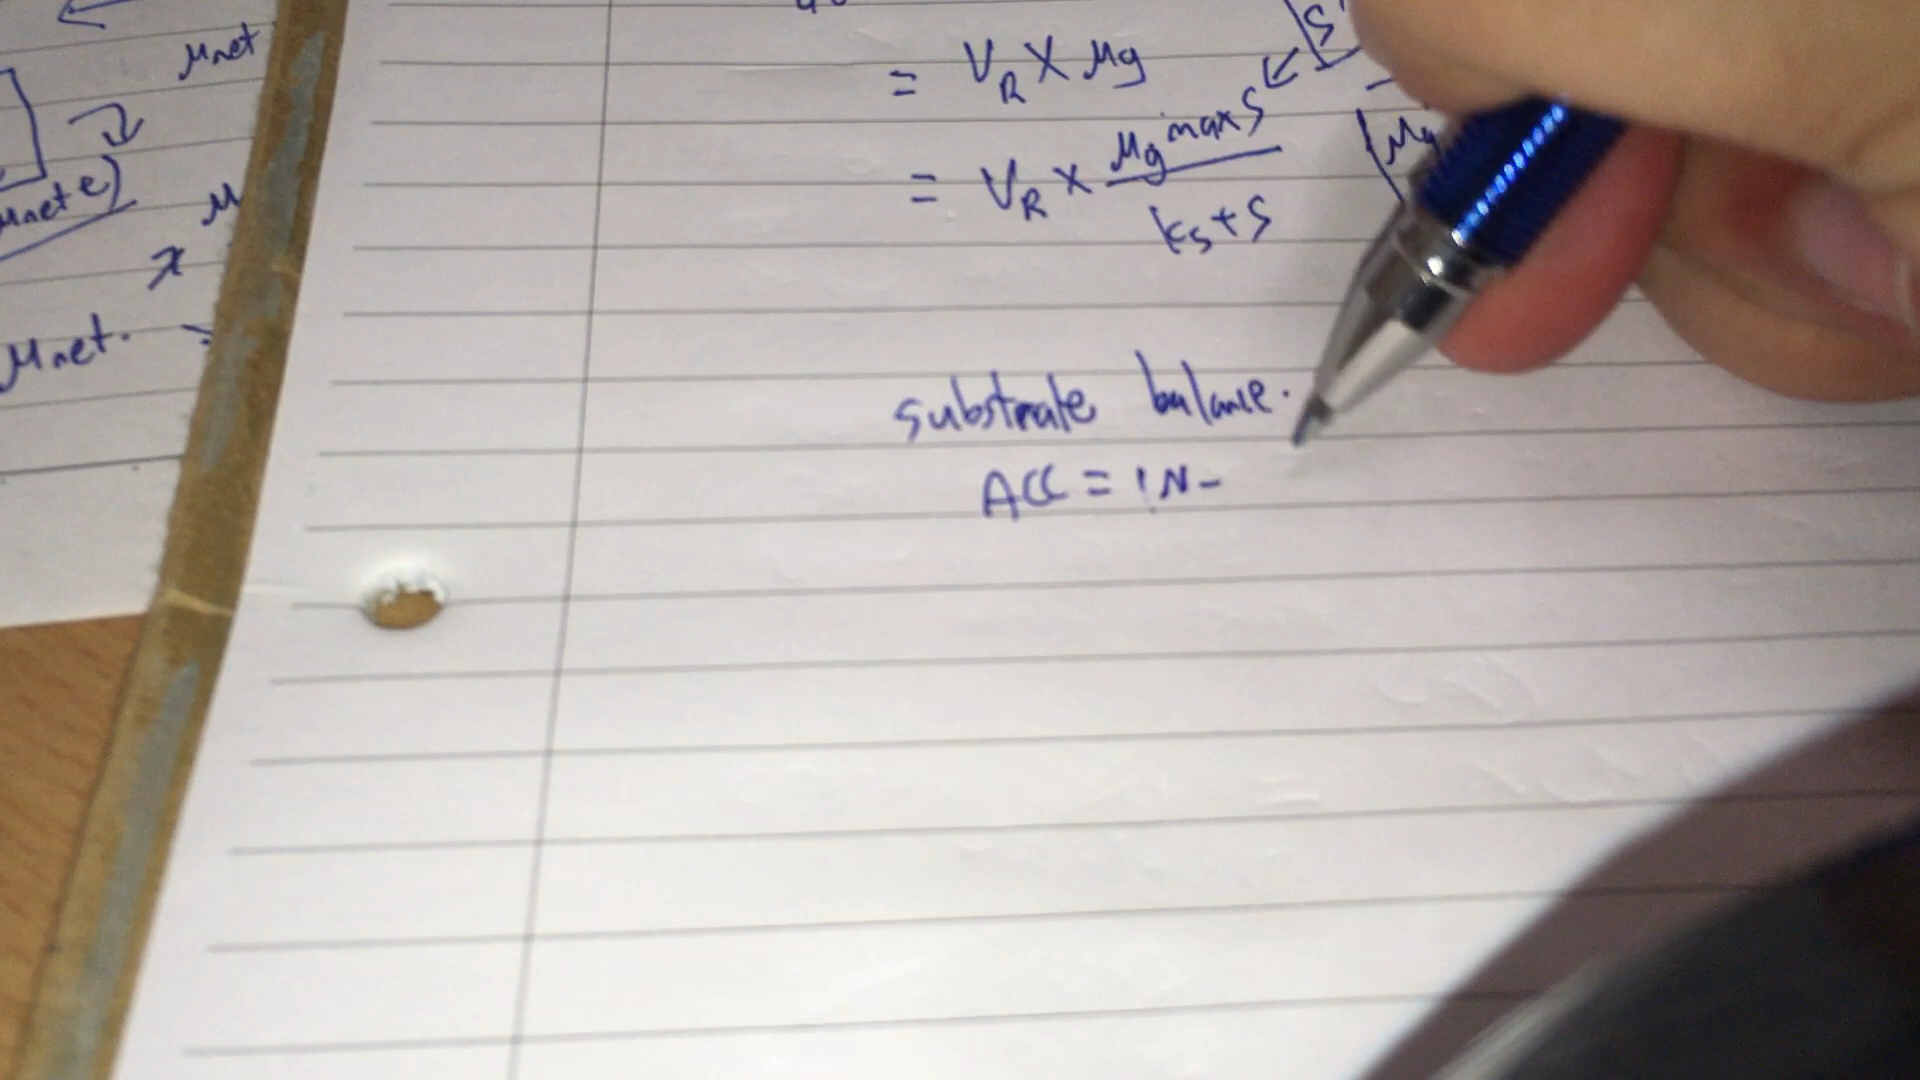 μnet
μnet e)
μ
x
μnet.
= V_R X μg
= V_R x μg^max S / (ks + S)
substrate balance.
ACC = IN -